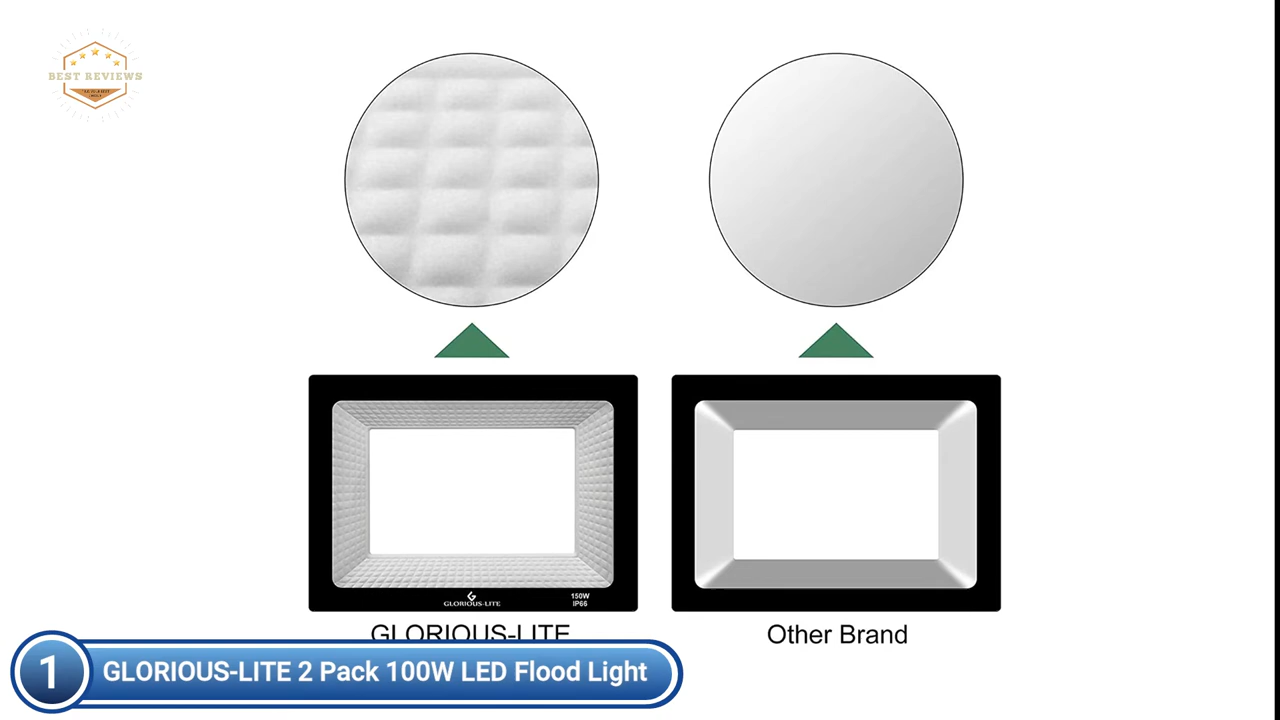 BEST REVIEWS
GLORIOUS-LITE
150W
IP66
GLORIOUS-LITE
Other Brand
1
GLORIOUS-LITE 2 Pack 100W LED Flood Light